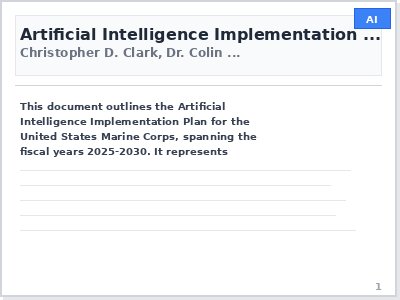 AI
Artificial Intelligence Implementation ...
Christopher D. Clark, Dr. Colin ...
This document outlines the Artificial
Intelligence Implementation Plan for the
United States Marine Corps, spanning the
fiscal years 2025-2030. It represents
1